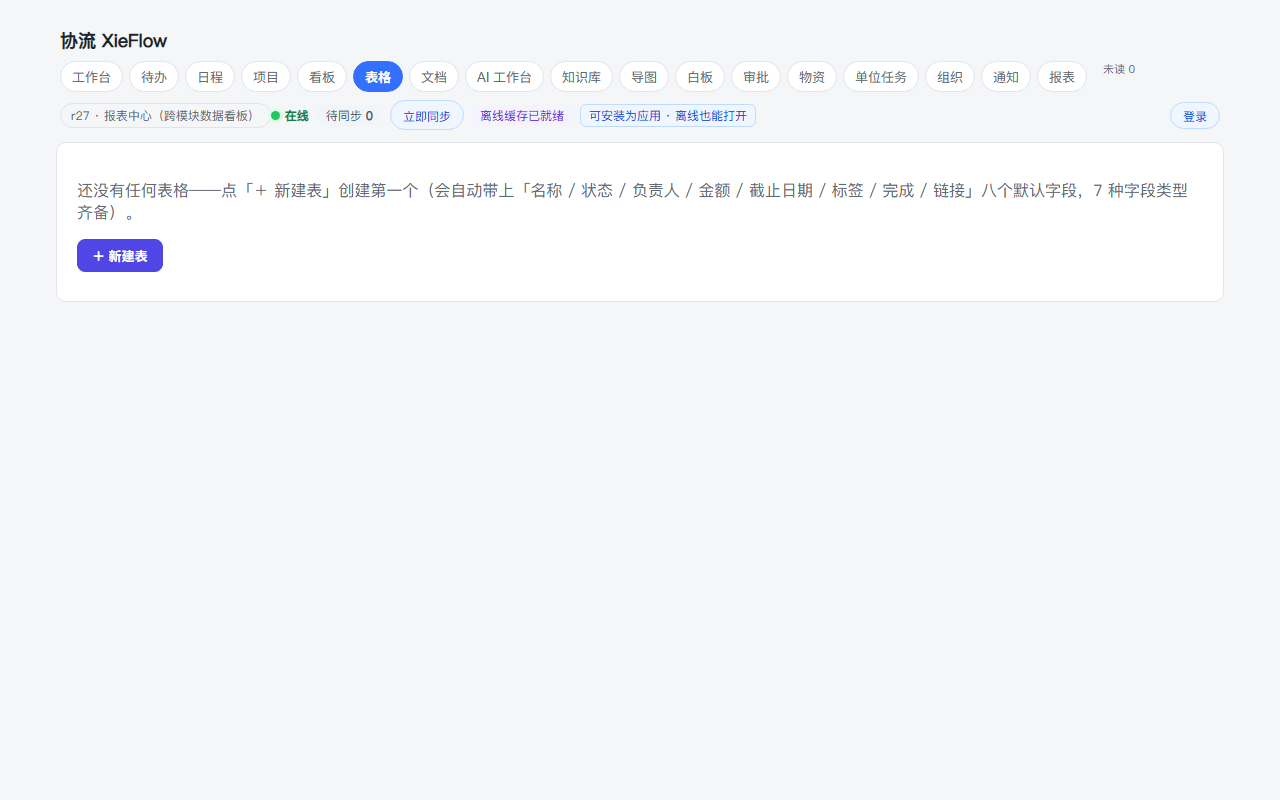 协流 XieFlow
工作台 待办 日程 项目 看板 表格 文档 AI 工作台 知识库 导图 白板 审批 物资 单位任务 组织 通知 报表 未读 0
r27 · 报表中心（跨模块数据看板） 在线 待同步 0 立即同步 离线缓存已就绪 可安装为应用 · 离线也能打开 登录
还没有任何表格——点「＋ 新建表」创建第一个（会自动带上「名称 / 状态 / 负责人 / 金额 / 截止日期 / 标签 / 完成 / 链接」八个默认字段，7 种字段类型
齐备）。
＋ 新建表